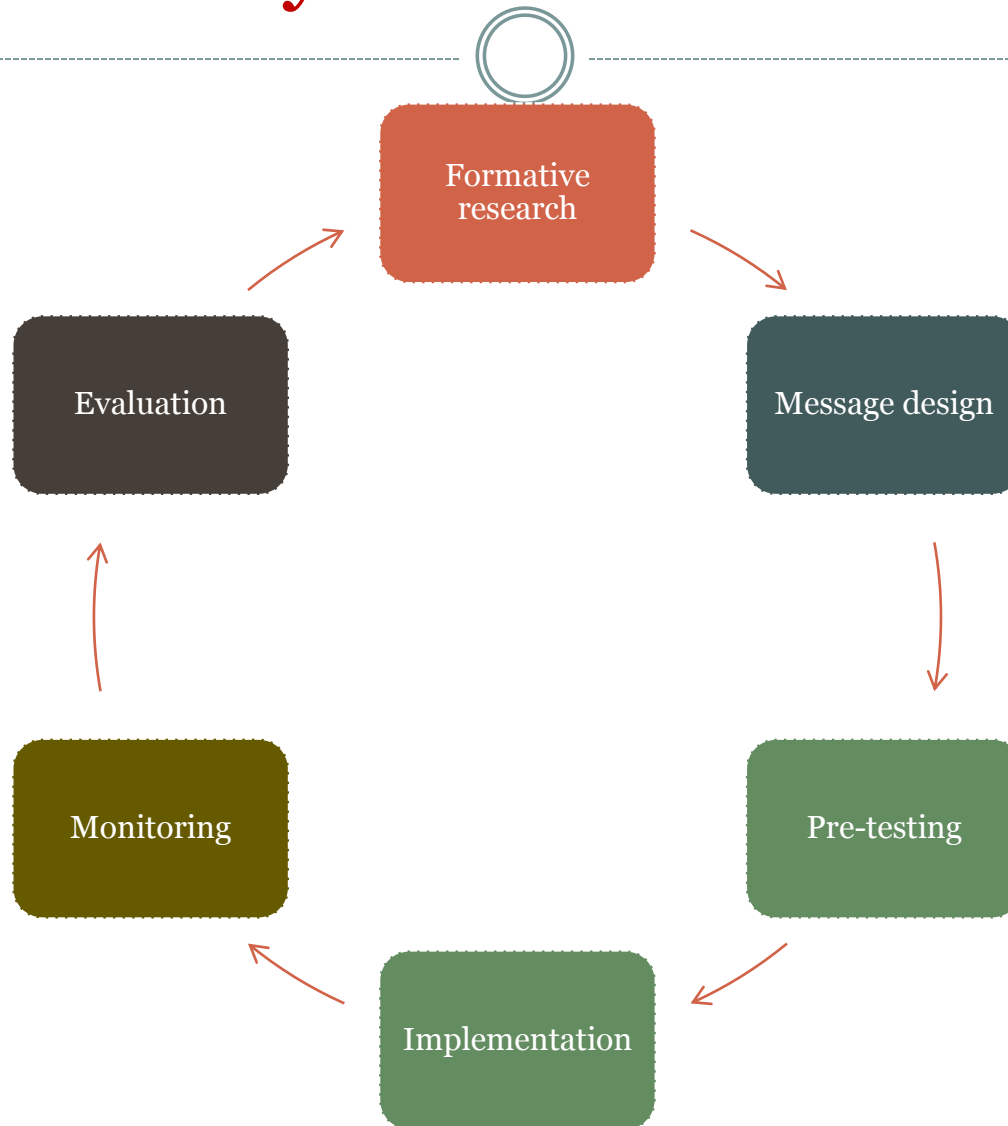 Formative
research
Message design
Pre-testing
Implementation
Monitoring
Evaluation